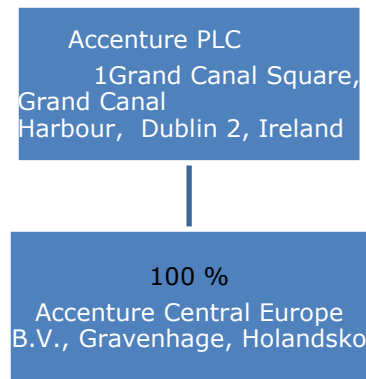 Accenture PLC
1Grand Canal Square,
Grand Canal
Harbour, Dublin 2, Ireland
100 %
Accenture Central Europe
B.V., Gravenhage, Holandsko